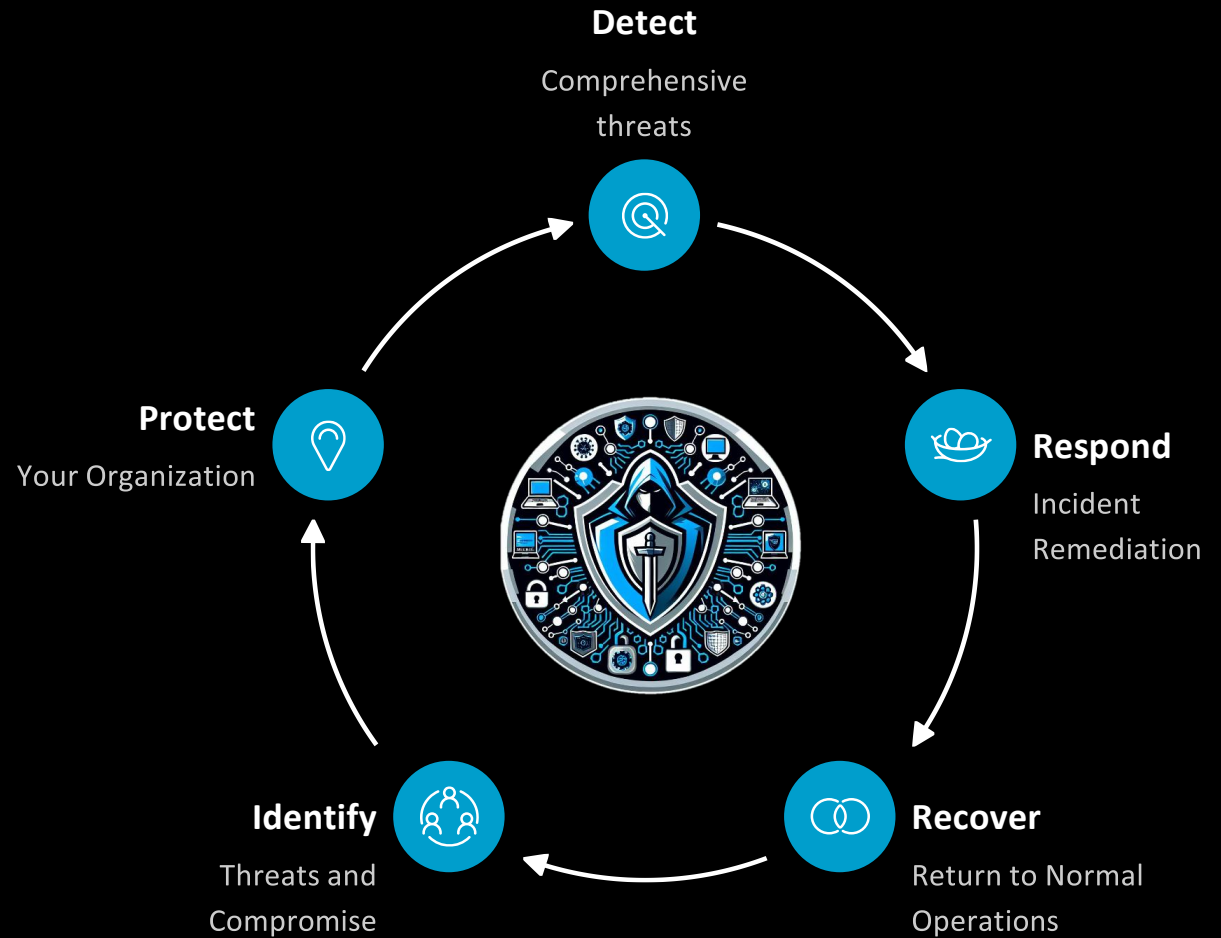 Detect
Comprehensive
threats
Protect
Your Organization
Respond
Incident
Remediation
Identify
Threats and
Compromise
Recover
Return to Normal
Operations